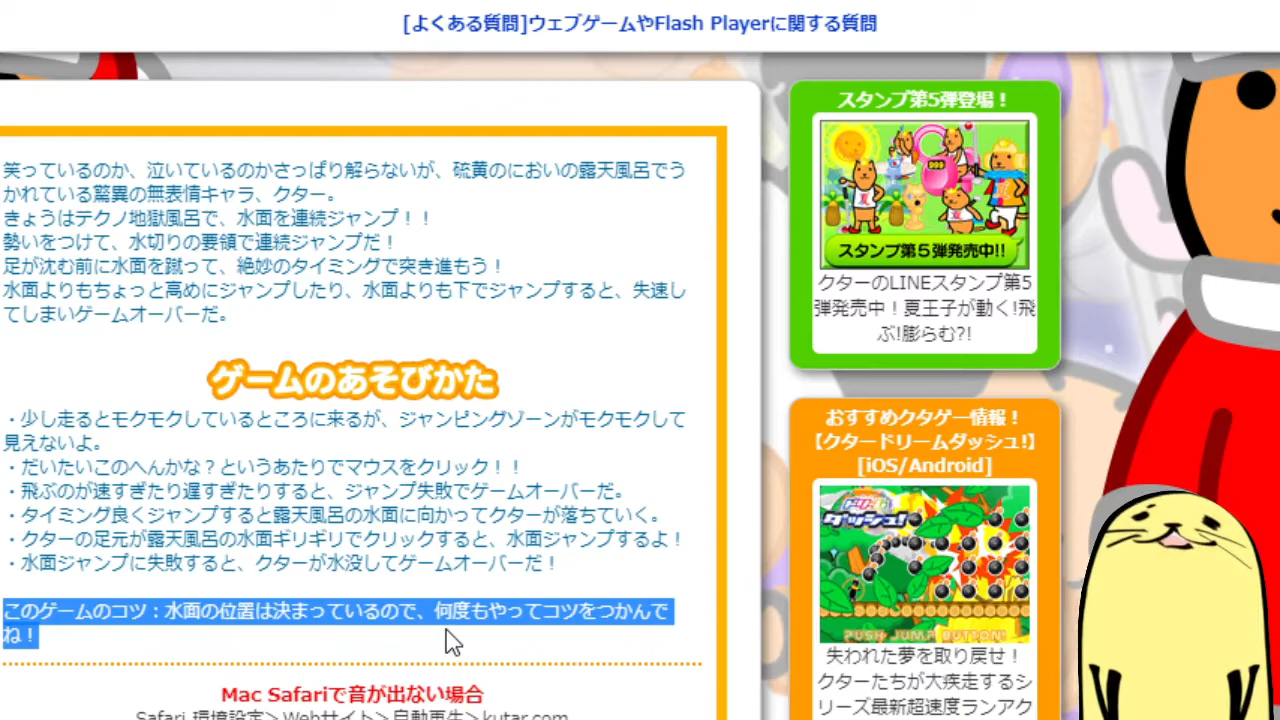 [よくある質問]ウェブゲームやFlash Playerに関する質問
笑っているのか、泣いているのかさっぱり解らないが、硫黄のにおいの露天風呂でう
かれている驚異の無表情キャラ、クター。
きょうはテクノ地獄風呂で、水面を連続ジャンプ！！
勢いをつけて、水切りの要領で連続ジャンプだ！
足が沈む前に水面を蹴って、絶妙のタイミングで突き進もう！
水面よりもちょっと高めにジャンプしたり、水面よりも下でジャンプすると、失速し
てしまいゲームオーバーだ。
ゲームのあそびかた
・少し走るとモクモクしているところに来るが、ジャンピングゾーンがモクモクして
見えないよ。
・だいたいこのへんかな？というあたりでマウスをクリック！！
・飛ぶのが速すぎたり遅すぎたりすると、ジャンプ失敗でゲームオーバーだ。
・タイミング良くジャンプすると露天風呂の水面に向かってクターが落ちていく。
・クターの足元が露天風呂の水面ギリギリでクリックすると、水面ジャンプするよ！
・水面ジャンプに失敗すると、クターが水没してゲームオーバーだ！
このゲームのコツ：水面の位置は決まっているので、何度もやってコツをつかんで
ね！
Mac Safariで音が出ない場合
Safari 環境設定＞Webサイト＞自動再生＞kutar.com
スタンプ第5弾登場！
スタンプ第５弾発売中!!
クターのLINEスタンプ第5
弾発売中！夏王子が動く!飛
ぶ!膨らむ?!
おすすめクタゲー情報！
【クタードリームダッシュ!】
[iOS/Android]
ダッシュ!
PUSH JUMP BUTTON!
失われた夢を取り戻せ！
クターたちが大疾走するシ
リーズ最新超速度ランアク